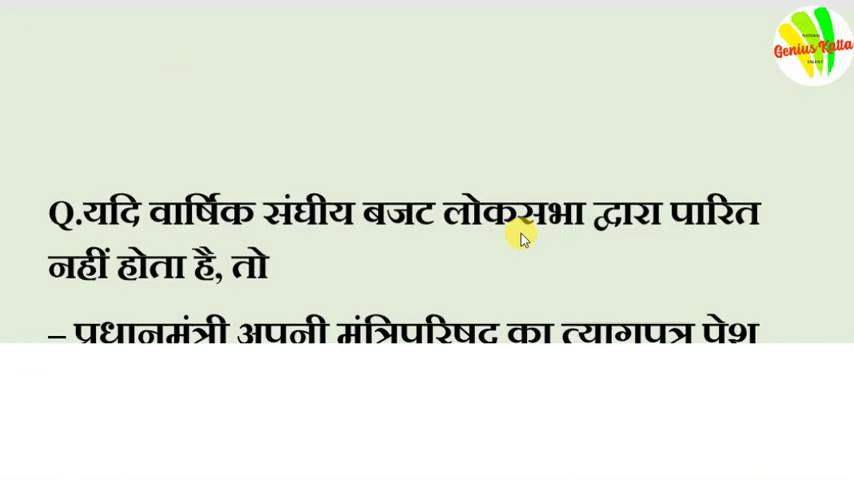 Genius Katta
Q.यदि वार्षिक संघीय बजट लोकसभा द्वारा पारित
नहीं होता है, तो
– प्रधानमंत्री अपनी मंत्रिपरिषद का त्यागपत्र पेश